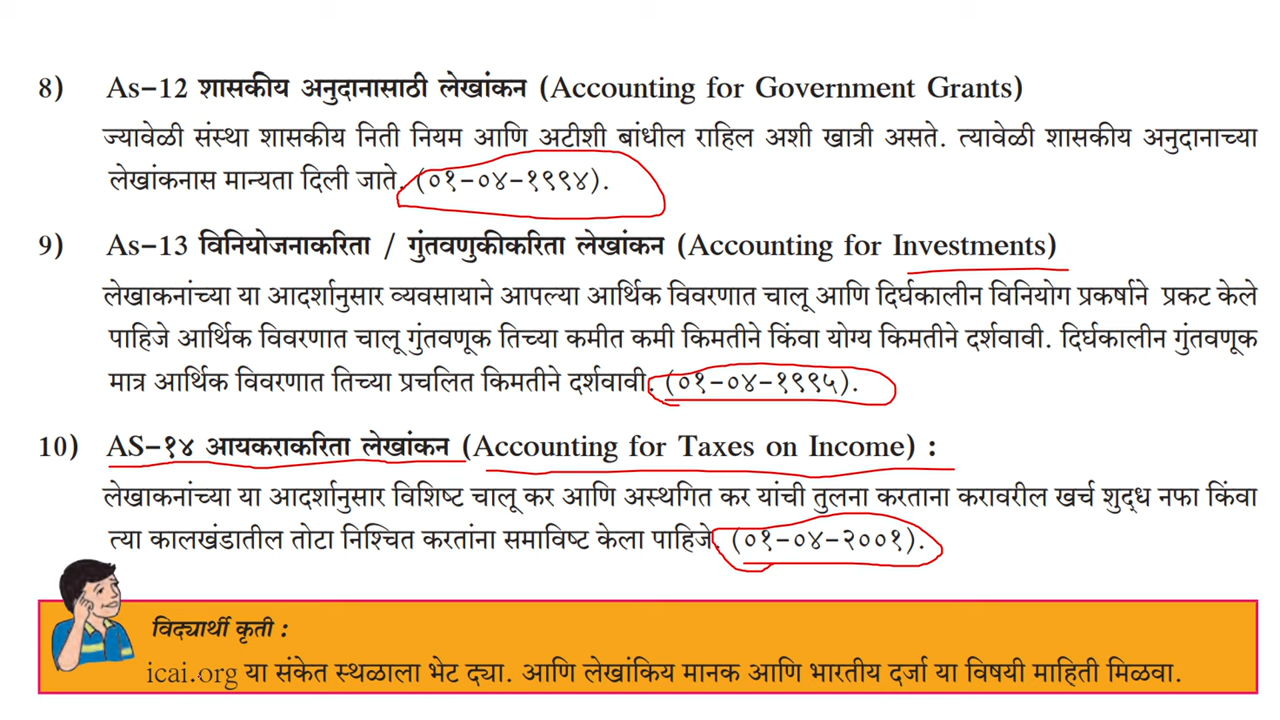 8) As-12 शासकीय अनुदानासाठी लेखांकन (Accounting for Government Grants)
ज्यावेळी संस्था शासकीय निती नियम आणि अटीशी बांधील राहिल अशी खात्री असते. त्यावेळी शासकीय अनुदानाच्या
लेखांकनास मान्यता दिली जाते. (०१-०४-१९९४).
9) As-13 विनियोजनाकरिता / गुंतवणुकीकरिता लेखांकन (Accounting for Investments)
लेखाकनांच्या या आदर्शानुसार व्यवसायाने आपल्या आर्थिक विवरणात चालू आणि दिर्घकालीन विनियोग प्रकर्षाने प्रकट केले
पाहिजे आर्थिक विवरणात चालू गुंतवणूक तिच्या कमीत कमी किमतीने किंवा योग्य किमतीने दर्शवावी. दिर्घकालीन गुंतवणूक
मात्र आर्थिक विवरणात तिच्या प्रचलित किमतीने दर्शवावी. (०१-०४-१९९५).
10) AS-१४ आयकराकरिता लेखांकन (Accounting for Taxes on Income) :
लेखाकनांच्या या आदर्शानुसार विशिष्ट चालू कर आणि अस्थगित कर यांची तुलना करताना करावरील खर्च शुद्ध नफा किंवा
त्या कालखंडातील तोटा निश्चित करतांना समाविष्ट केला पाहिजे. (०१-०४-२००१).
विद्यार्थी कृती :
icai.org या संकेत स्थळाला भेट द्या. आणि लेखांकिय मानक आणि भारतीय दर्जा या विषयी माहिती मिळवा.